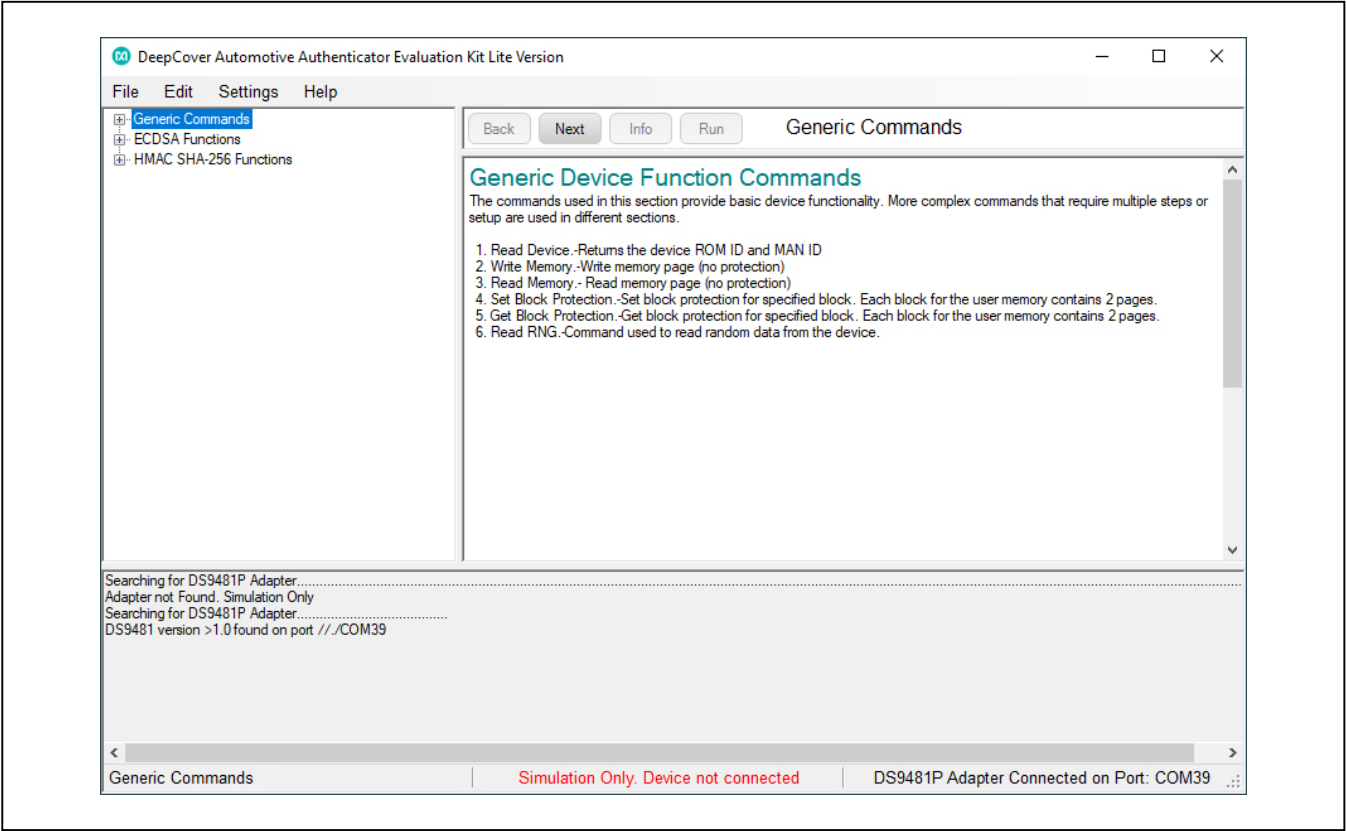 DeepCover Automotive Authenticator Evaluation Kit Lite Version
File Edit Settings Help
Generic Commands
ECDSA Functions
HMAC SHA-256 Functions
Back Next Info Run Generic Commands
Generic Device Function Commands
The commands used in this section provide basic device functionality. More complex commands that require multiple steps or
setup are used in different sections.
1. Read Device.-Returns the device ROM ID and MAN ID
2. Write Memory.-Write memory page (no protection)
3. Read Memory.- Read memory page (no protection)
4. Set Block Protection.-Set block protection for specified block. Each block for the user memory contains 2 pages.
5. Get Block Protection.-Get block protection for specified block. Each block for the user memory contains 2 pages.
6. Read RNG.-Command used to read random data from the device.
Searching for DS9481P Adapter................................................................................................................................................................................................................................................................
Adapter not Found. Simulation Only
Searching for DS9481P Adapter.......................................
DS9481 version >1.0 found on port //./COM39
Generic Commands Simulation Only. Device not connected DS9481P Adapter Connected on Port: COM39